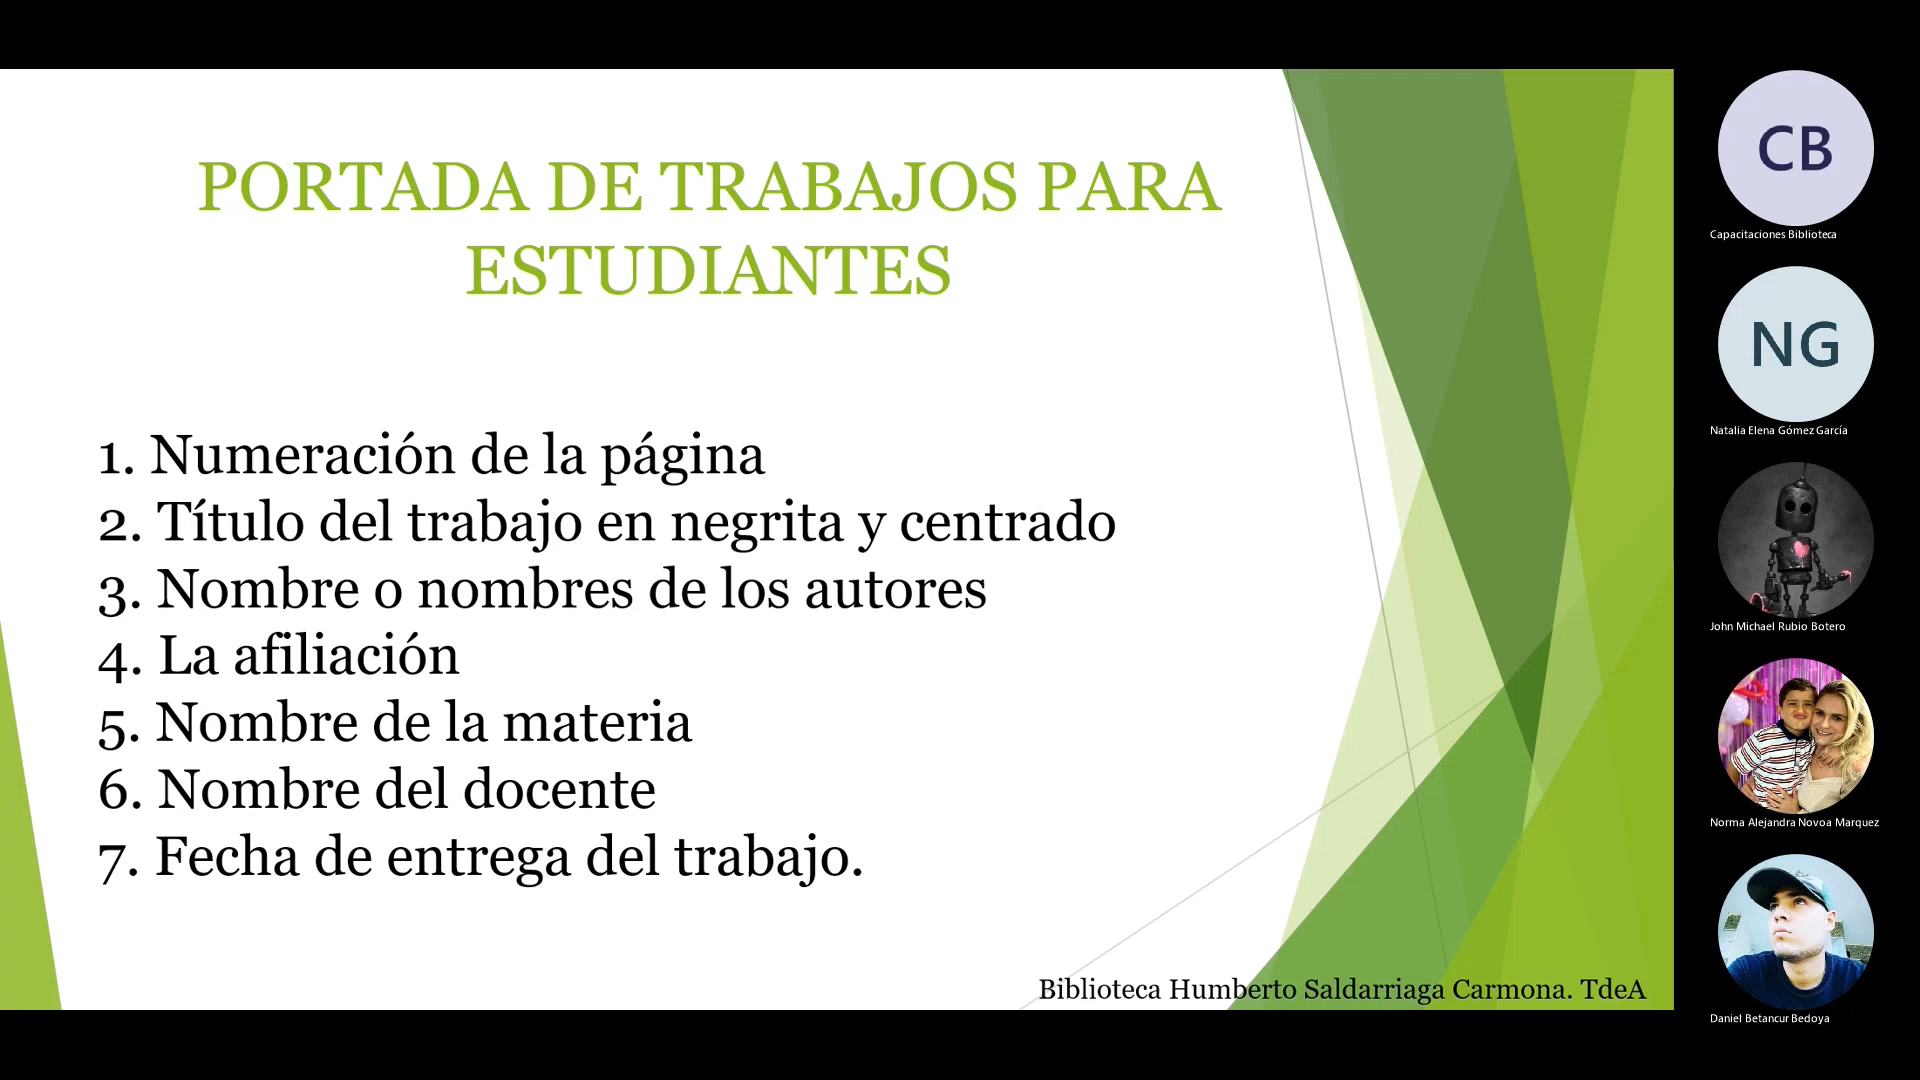 PORTADA DE TRABAJOS PARA
ESTUDIANTES
1. Numeración de la página
2. Título del trabajo en negrita y centrado
3. Nombre o nombres de los autores
4. La afiliación
5. Nombre de la materia
6. Nombre del docente
7. Fecha de entrega del trabajo.
Biblioteca Humberto Saldarriaga Carmona. TdeA
CB
Capacitaciones Biblioteca
NG
Natalia Elena Gómez García
John Michael Rubio Botero
Norma Alejandra Novoa Marquez
Daniel Betancur Bedoya